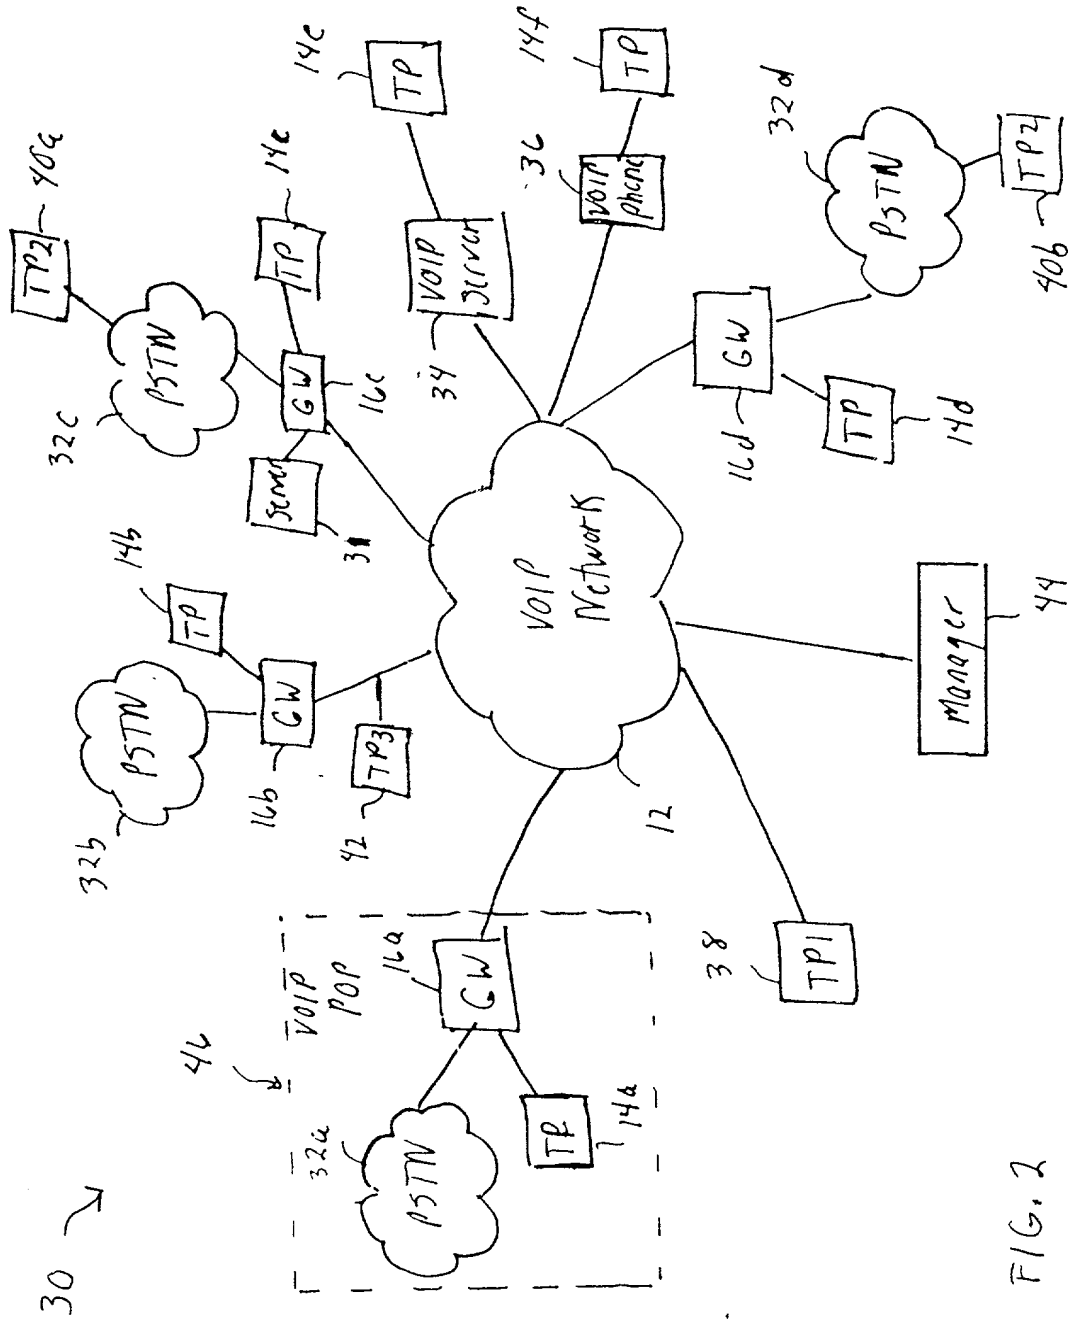 30
46
VOIP
POP
32a
PSTN
16a
GW
TP
14a
32b
PSTN
14b
TP
16b
GW
42
TP3
32c
PSTN
TP2
40a
Server
31
GW
16c
TP
14c
34
VOIP
Server
TP
14e
36
VOIP
phone
TP
14f
VOIP
Network
12
38
TP1
Manager
44
16d
GW
TP
14d
32d
PSTN
TP2
40b
FIG. 2